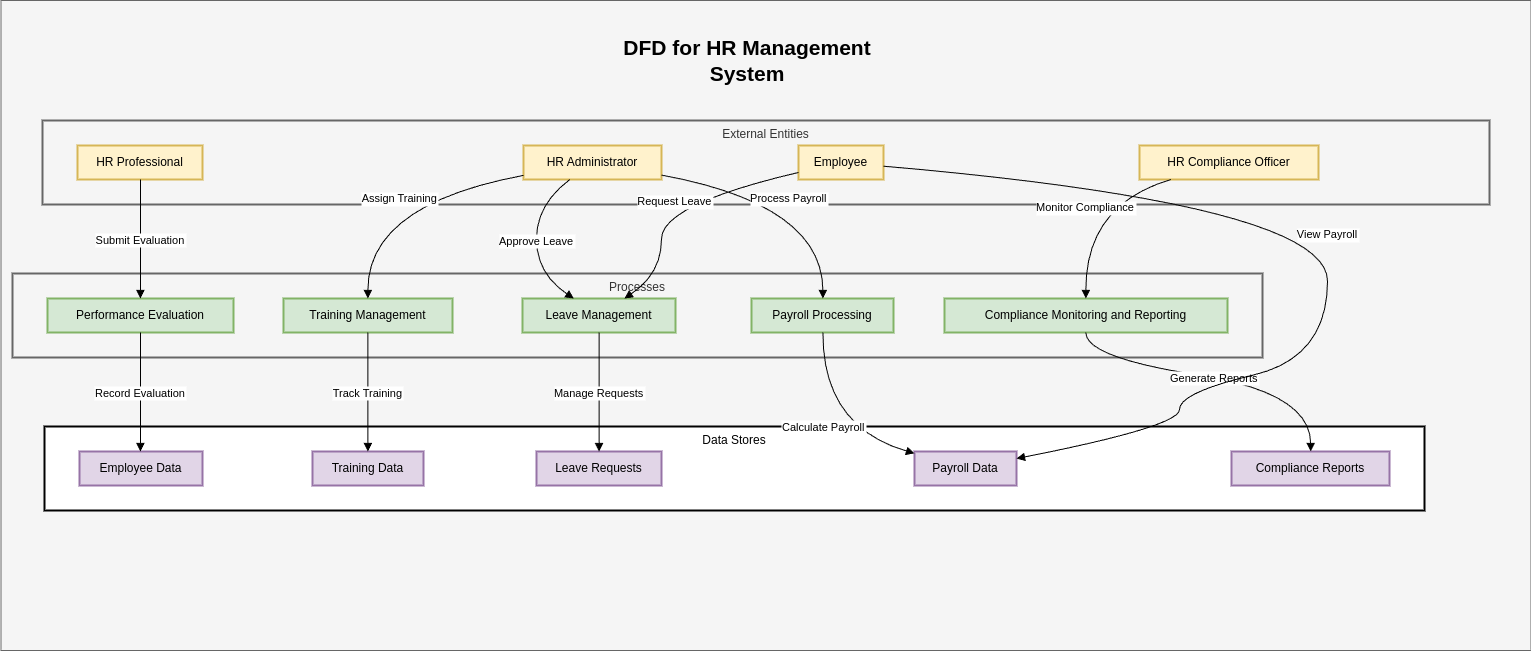 DFD for HR Management
System
External Entities
HR Professional
HR Administrator
Employee
HR Compliance Officer
Assign Training
Request Leave
Process Payroll
Monitor Compliance
Submit Evaluation
Approve Leave
View Payroll
Processes
Performance Evaluation
Training Management
Leave Management
Payroll Processing
Compliance Monitoring and Reporting
Generate Reports
Record Evaluation
Track Training
Manage Requests
Calculate Payroll
Data Stores
Employee Data
Training Data
Leave Requests
Payroll Data
Compliance Reports